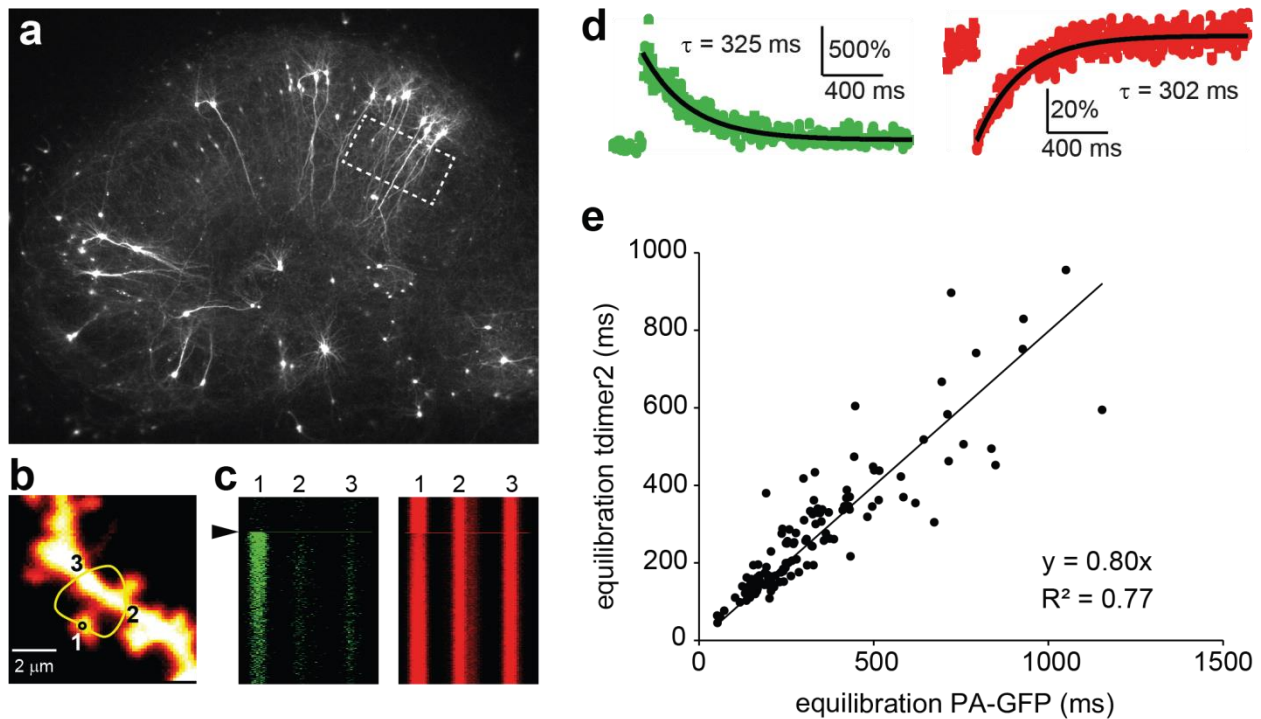 a
b
3
2
1
2 μm
c
1 2 3
1 2 3
d
τ = 325 ms
500%
400 ms
20%
400 ms
τ = 302 ms
e
1000
800
600
400
200
0
equilibration tdimer2 (ms)
y = 0.80x
R² = 0.77
0 500 1000 1500
equilibration PA-GFP (ms)